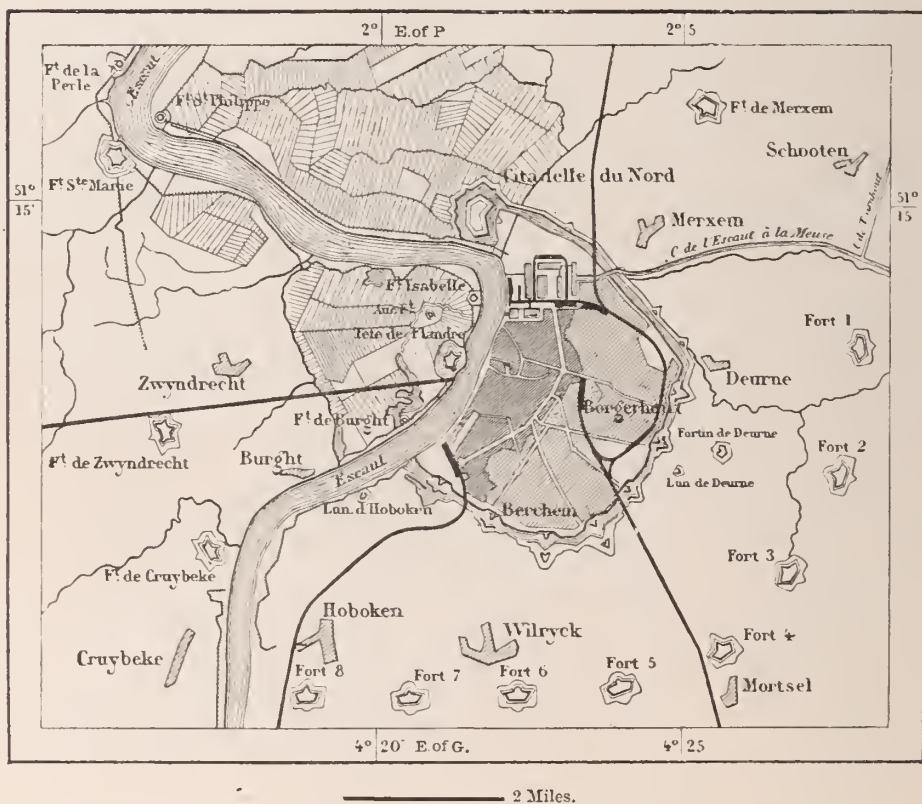 2° E. of P
2° 5
Ft de la
Perle
Escaut
Ft St Philippe
Ft de Merxem
Schooten
Ft Ste Marie
51°
15'
Citadelle du Nord
51°
15
Merxem
C. de l'Escaut à la Meuse
C. de Turnhout
Ft Isabelle
Anc. Ft
Tête de Flandre
Fort 1
Zwyndrecht
Deurne
Borgerhout
Ft de Burght
Fortin de Deurne
Fort 2
Ft de Zwyndrecht
Burght
Escaut
Lun. de Deurne
Lun. d'Hoboken
Berchem
Fort 3
Ft de Cruybeke
Hoboken
Wilryck
Fort 4
Cruybeke
Fort 8
Fort 7
Fort 6
Fort 5
Mortsel
4° 20' E. of G.
4° 25
2 Miles.